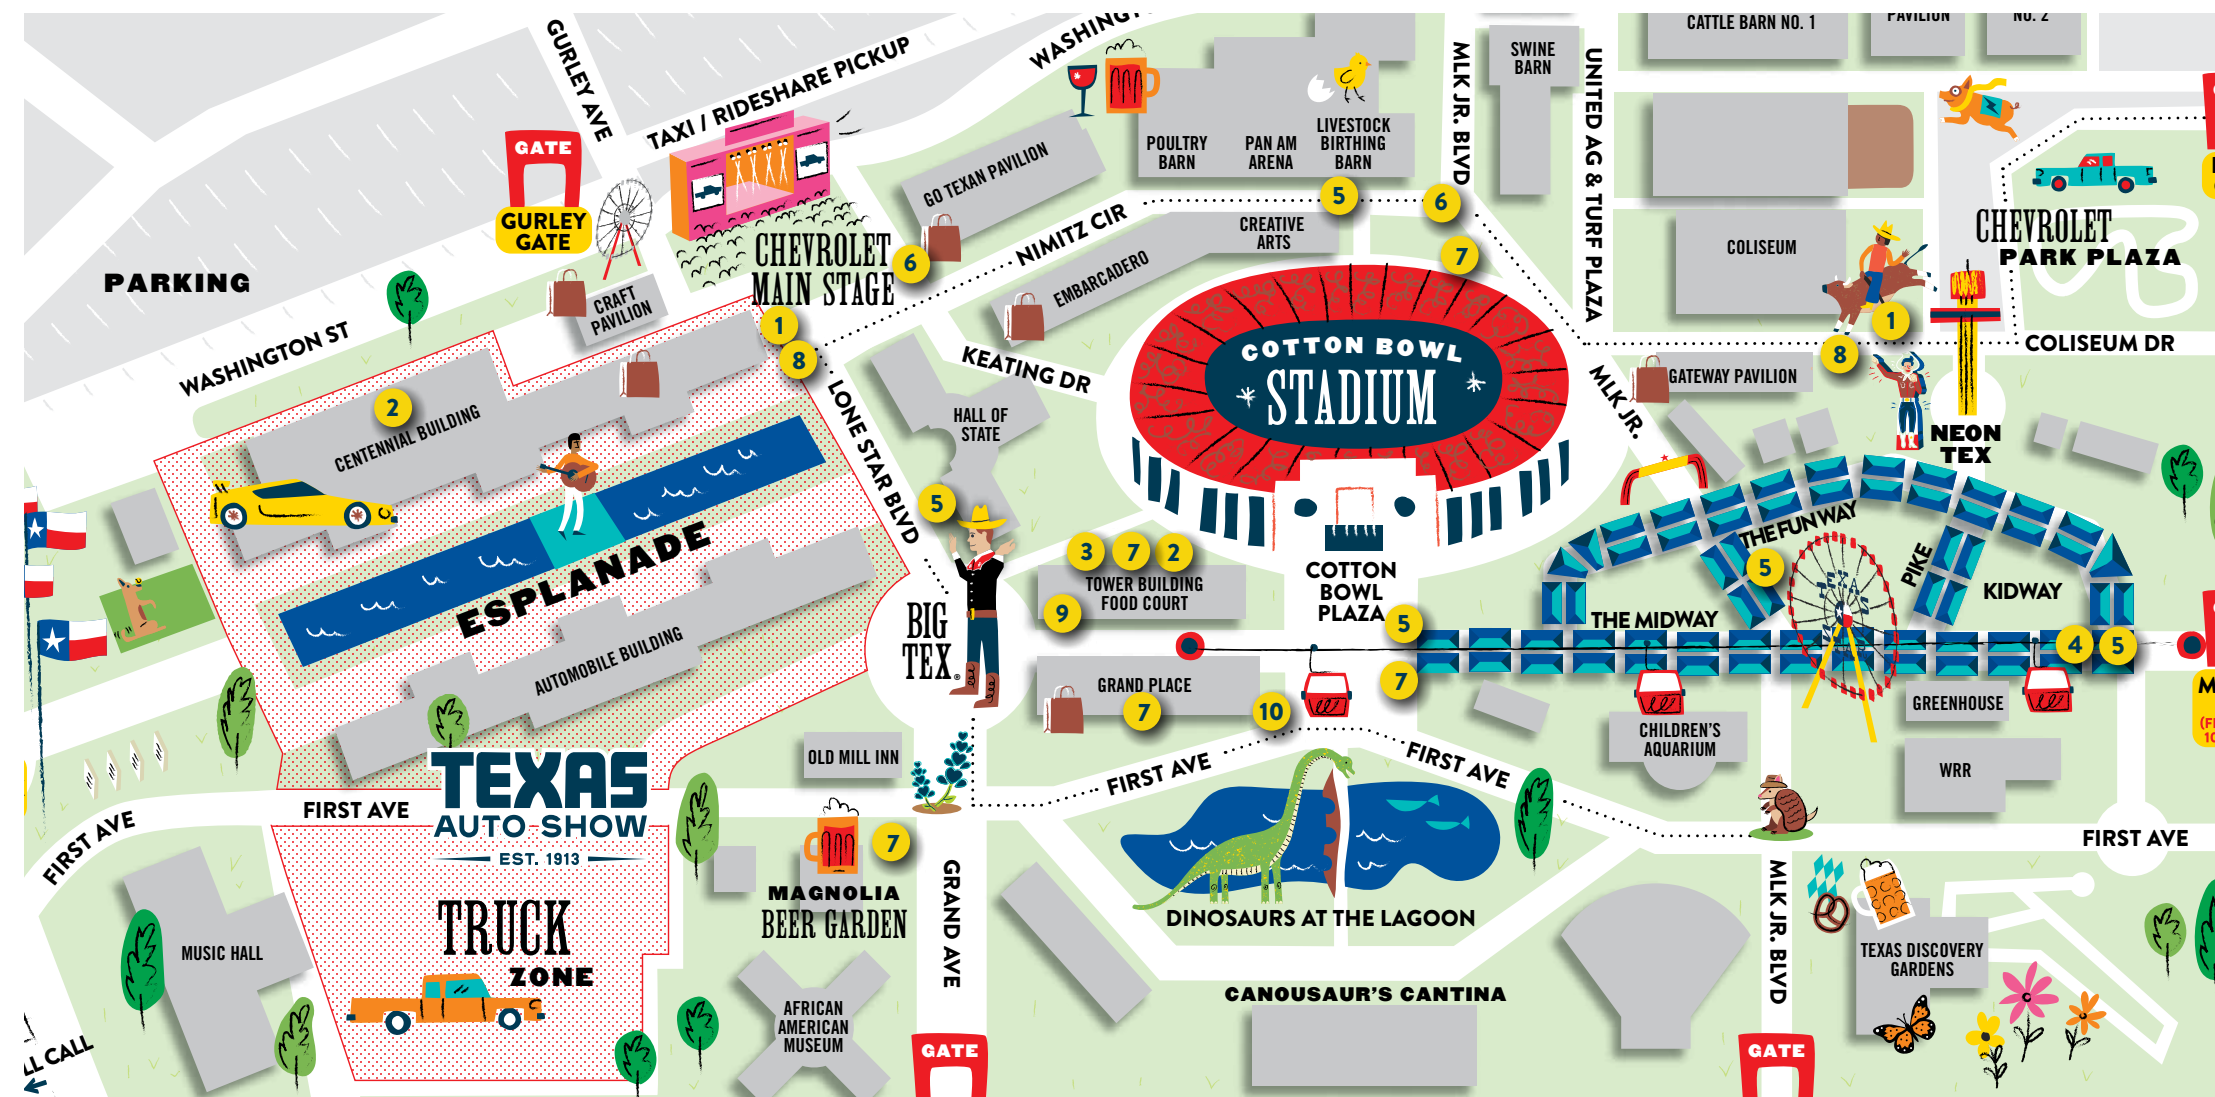 GURLEY AVE
TAXI / RIDESHARE PICKUP
MLK JR. BLVD
SWINE
BARN
UNITED AG & TURF PLAZA
CATTLE BARN NO. 1
PAVILION
NO. 2
GATE
GURLEY
GATE
PARKING
WASHINGTON ST
CRAFT
PAVILION
CHEVROLET
MAIN STAGE
GO TEXAN PAVILION
6
POULTRY
BARN
PAN AM
ARENA
LIVESTOCK
BIRTHING
BARN
5
6
7
NIMITZ CIR
CREATIVE
ARTS
EMBARCADERO
COLISEUM
CHEVROLET
PARK PLAZA
1
8
COLISEUM DR
1
8
KEATING DR
COTTON BOWL
STADIUM
MLK JR.
GATEWAY PAVILION
NEON
TEX
2
CENTENNIAL BUILDING
LONE STAR BLVD
HALL OF
STATE
5
ESPLANADE
AUTOMOBILE BUILDING
BIG
TEX®
3
7
2
TOWER BUILDING
FOOD COURT
9
COTTON
BOWL
PLAZA
5
7
THE FUN WAY
5
PIKE
KIDWAY
THE MIDWAY
4
5
GRAND PLACE
7
10
CHILDREN'S
AQUARIUM
GREENHOUSE
WRR
OLD MILL INN
FIRST AVE
FIRST AVE
FIRST AVE
FIRST AVE
FIRST AVE
TEXAS
AUTO SHOW
EST. 1913
TRUCK
ZONE
MUSIC HALL
7
MAGNOLIA
BEER GARDEN
GRAND AVE
AFRICAN
AMERICAN
MUSEUM
GATE
DINOSAURS AT THE LAGOON
CANOUSAUR'S CANTINA
MLK JR. BLVD
GATE
TEXAS DISCOVERY
GARDENS
CALL